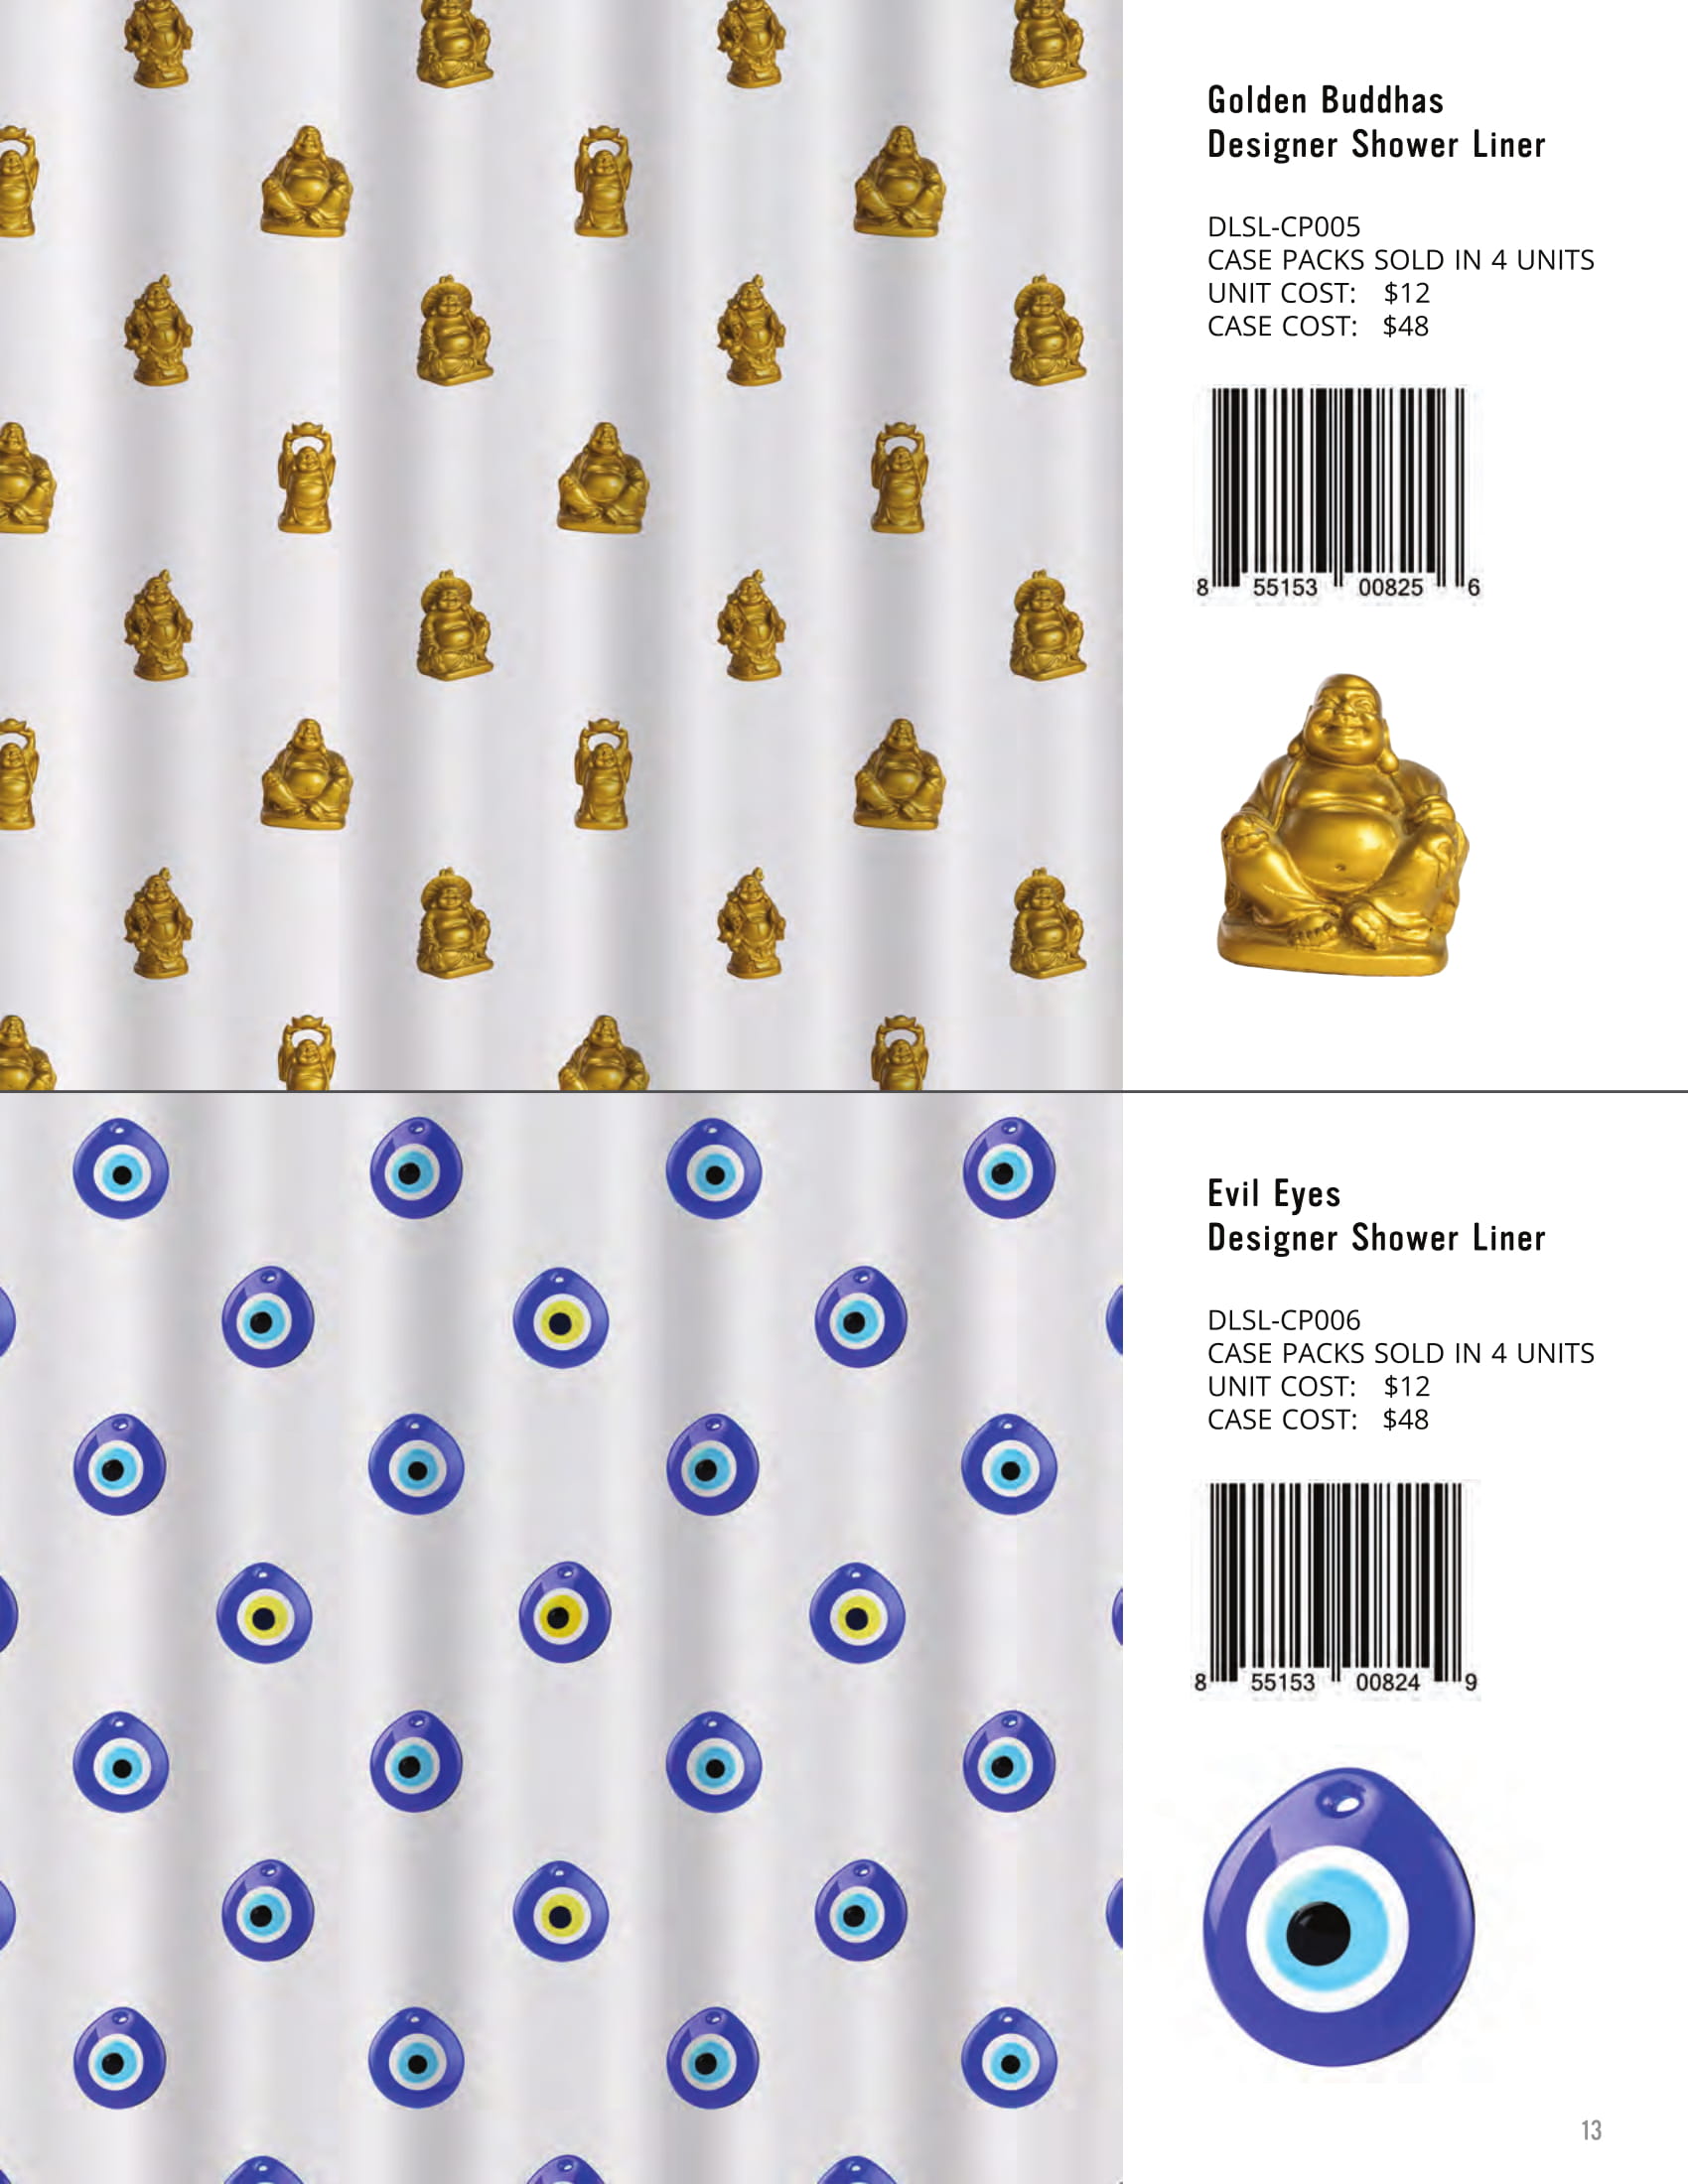 Golden Buddhas
Designer Shower Liner
DLSL-CP005
CASE PACKS SOLD IN 4 UNITS
UNIT COST: $12
CASE COST: $48
8 55153 00825 6
Evil Eyes
Designer Shower Liner
DLSL-CP006
CASE PACKS SOLD IN 4 UNITS
UNIT COST: $12
CASE COST: $48
8 55153 00824 9
13